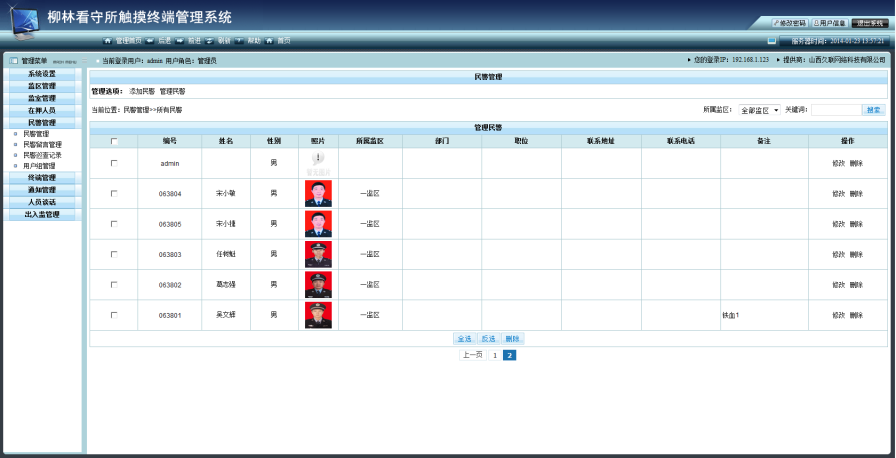 柳林看守所触摸终端管理系统
修改密码 用户信息 退出系统
管理首页 后退 前进 刷新 帮助 首页
服务器时间: 2014-01-23 13:57:21
管理菜单
当前登录用户: admin 用户角色: 管理员
您的登录IP: 192.168.1.123 提供商: 山西久联网络科技有限公司
系统设置
监区管理
监室管理
在押人员
民警管理
民警管理
民警留言管理
民警巡查记录
用户组管理
终端管理
通知管理
人员谈话
出入监管理
民警管理
管理选项: 添加民警 管理民警
当前位置: 民警管理>>所有民警
所属监区: 全部监区 关键词: 搜索
管理民警
编号 姓名 性别 照片 所属监区 部门 职位 联系地址 联系电话 备注 操作
admin 男 修改 删除
063804 宋小敏 男 一监区 修改 删除
063805 宋小捷 男 一监区 修改 删除
063803 任树魁 男 一监区 修改 删除
063802 葛志强 男 一监区 修改 删除
063801 吴文辉 男 一监区 铁血1 修改 删除
全选 反选 删除
上一页 1 2